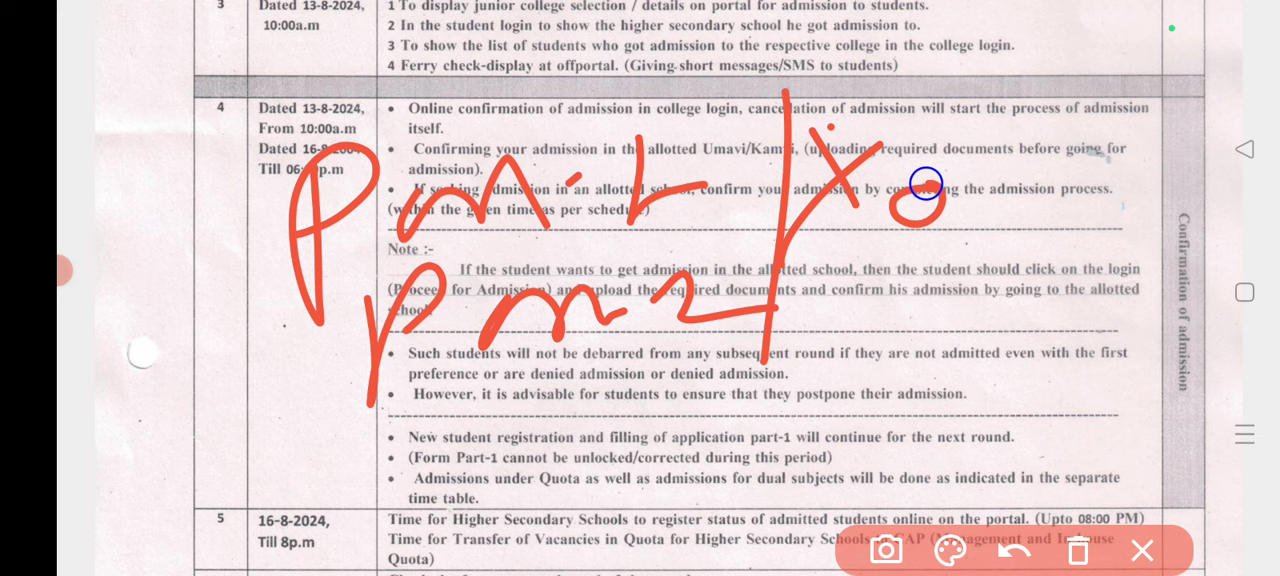 3 Dated 13-8-2024, 1 To display junior college selection / details on portal for admission to students.
10:00a.m 2 In the student login to show the higher secondary school he got admission to.
3 To show the list of students who got admission to the respective college in the college login.
4 Ferry check-display at offportal. (Giving short messages/SMS to students)
4 Dated 13-8-2024, • Online confirmation of admission in college login, cancellation of admission will start the process of admission
From 10:00a.m itself.
Dated • Confirming your admission in the allotted Umavi/Kamvi, (uploading required documents before going for
Till p.m admission).
• If seeking admission in an allotted school, confirm your admission by the admission process.
(within the given time as per schedule)
Note :-
If the student wants to get admission in the allotted school, then the student should click on the login
(Proceed for Admission) and upload the required documents and confirm his admission by going to the allotted
school.
• Such students will not be debarred from any subsequent round if they are not admitted even with the first
preference or are denied admission or denied admission.
• However, it is advisable for students to ensure that they postpone their admission.
• New student registration and filling of application part-1 will continue for the next round.
• (Form Part-1 cannot be unlocked/corrected during this period)
• Admissions under Quota as well as admissions for dual subjects will be done as indicated in the separate
time table.
Confirmation of admission
5 16-8-2024, Time for Higher Secondary Schools to register status of admitted students online on the portal. (Upto 08:00 PM)
Till 8p.m Time for Transfer of Vacancies in Quota for Higher Secondary Schools in CAP (Management and In-house
Quota)